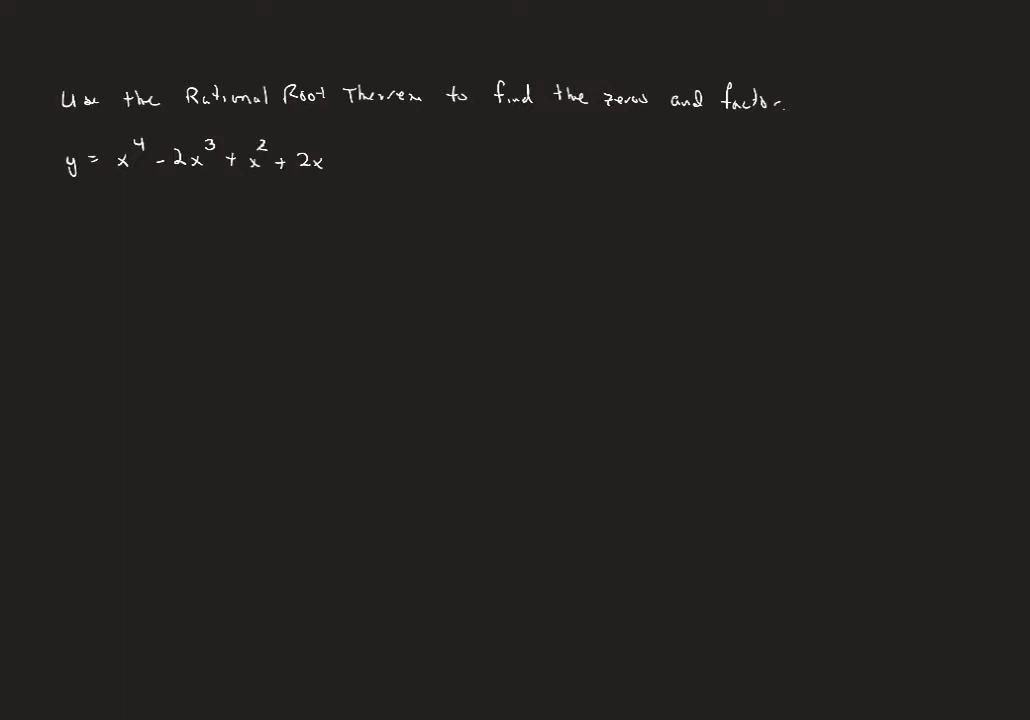 Use the Rational Root Theorem to find the zeros and factor.
y = x⁴ - 2x³ + x² + 2x